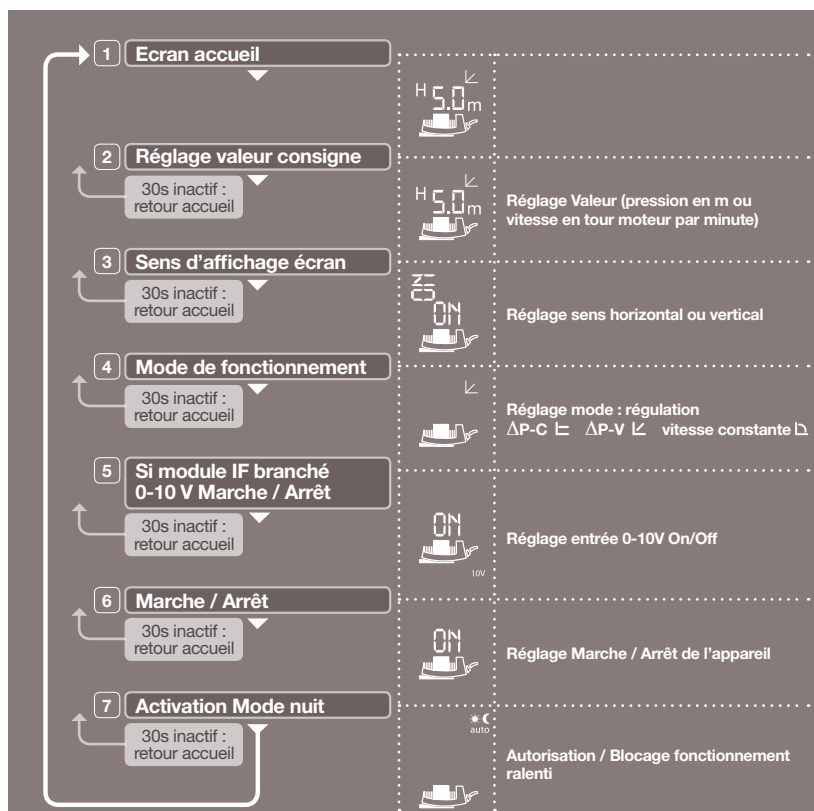 1 Ecran accueil
H 5.0 m
2 Réglage valeur consigne
30s inactif :
retour accueil
H 5.0 m
Réglage Valeur (pression en m ou
vitesse en tour moteur par minute)
3 Sens d'affichage écran
30s inactif :
retour accueil
ON
Réglage sens horizontal ou vertical
4 Mode de fonctionnement
30s inactif :
retour accueil
Réglage mode : régulation
ΔP-C ΔP-V vitesse constante
5 Si module IF branché
0-10 V Marche / Arrêt
30s inactif :
retour accueil
ON
10V
Réglage entrée 0-10V On/Off
6 Marche / Arrêt
30s inactif :
retour accueil
ON
Réglage Marche / Arrêt de l'appareil
7 Activation Mode nuit
30s inactif :
retour accueil
auto
Autorisation / Blocage fonctionnement
ralenti